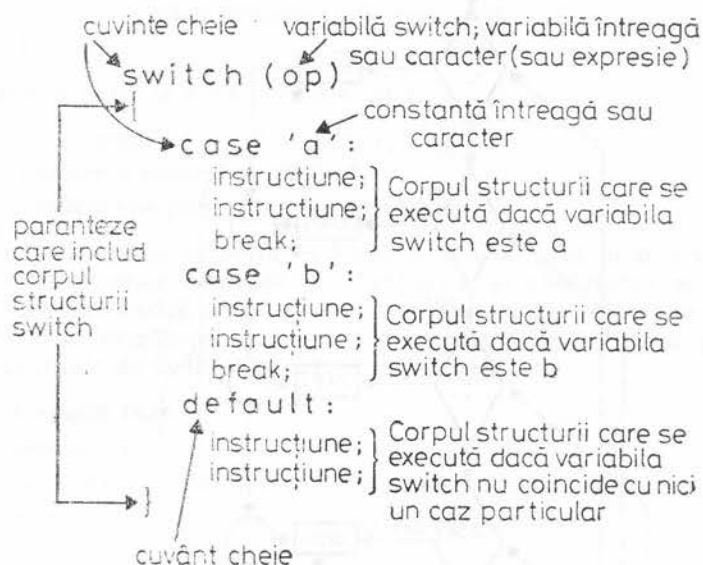 cuvinte cheie variabilă switch; variabilă întreagă
sau caracter (sau expresie)
switch (op)
{
constantă întreagă sau
caracter
case 'a':
instructiune;
instructiune;
break;
} Corpul structurii care se
execută dacă variabila
switch este a
paranteze
care includ
corpul
structurii
switch
case 'b':
instrucțiune;
instrucțiune;
break;
} Corpul structurii care se
execută dacă variabila
switch este b
default:
instrucțiune;
instrucțiune;
} Corpul structurii care se
execută dacă variabila
switch nu coincide cu nici
un caz particular
}
cuvânt cheie